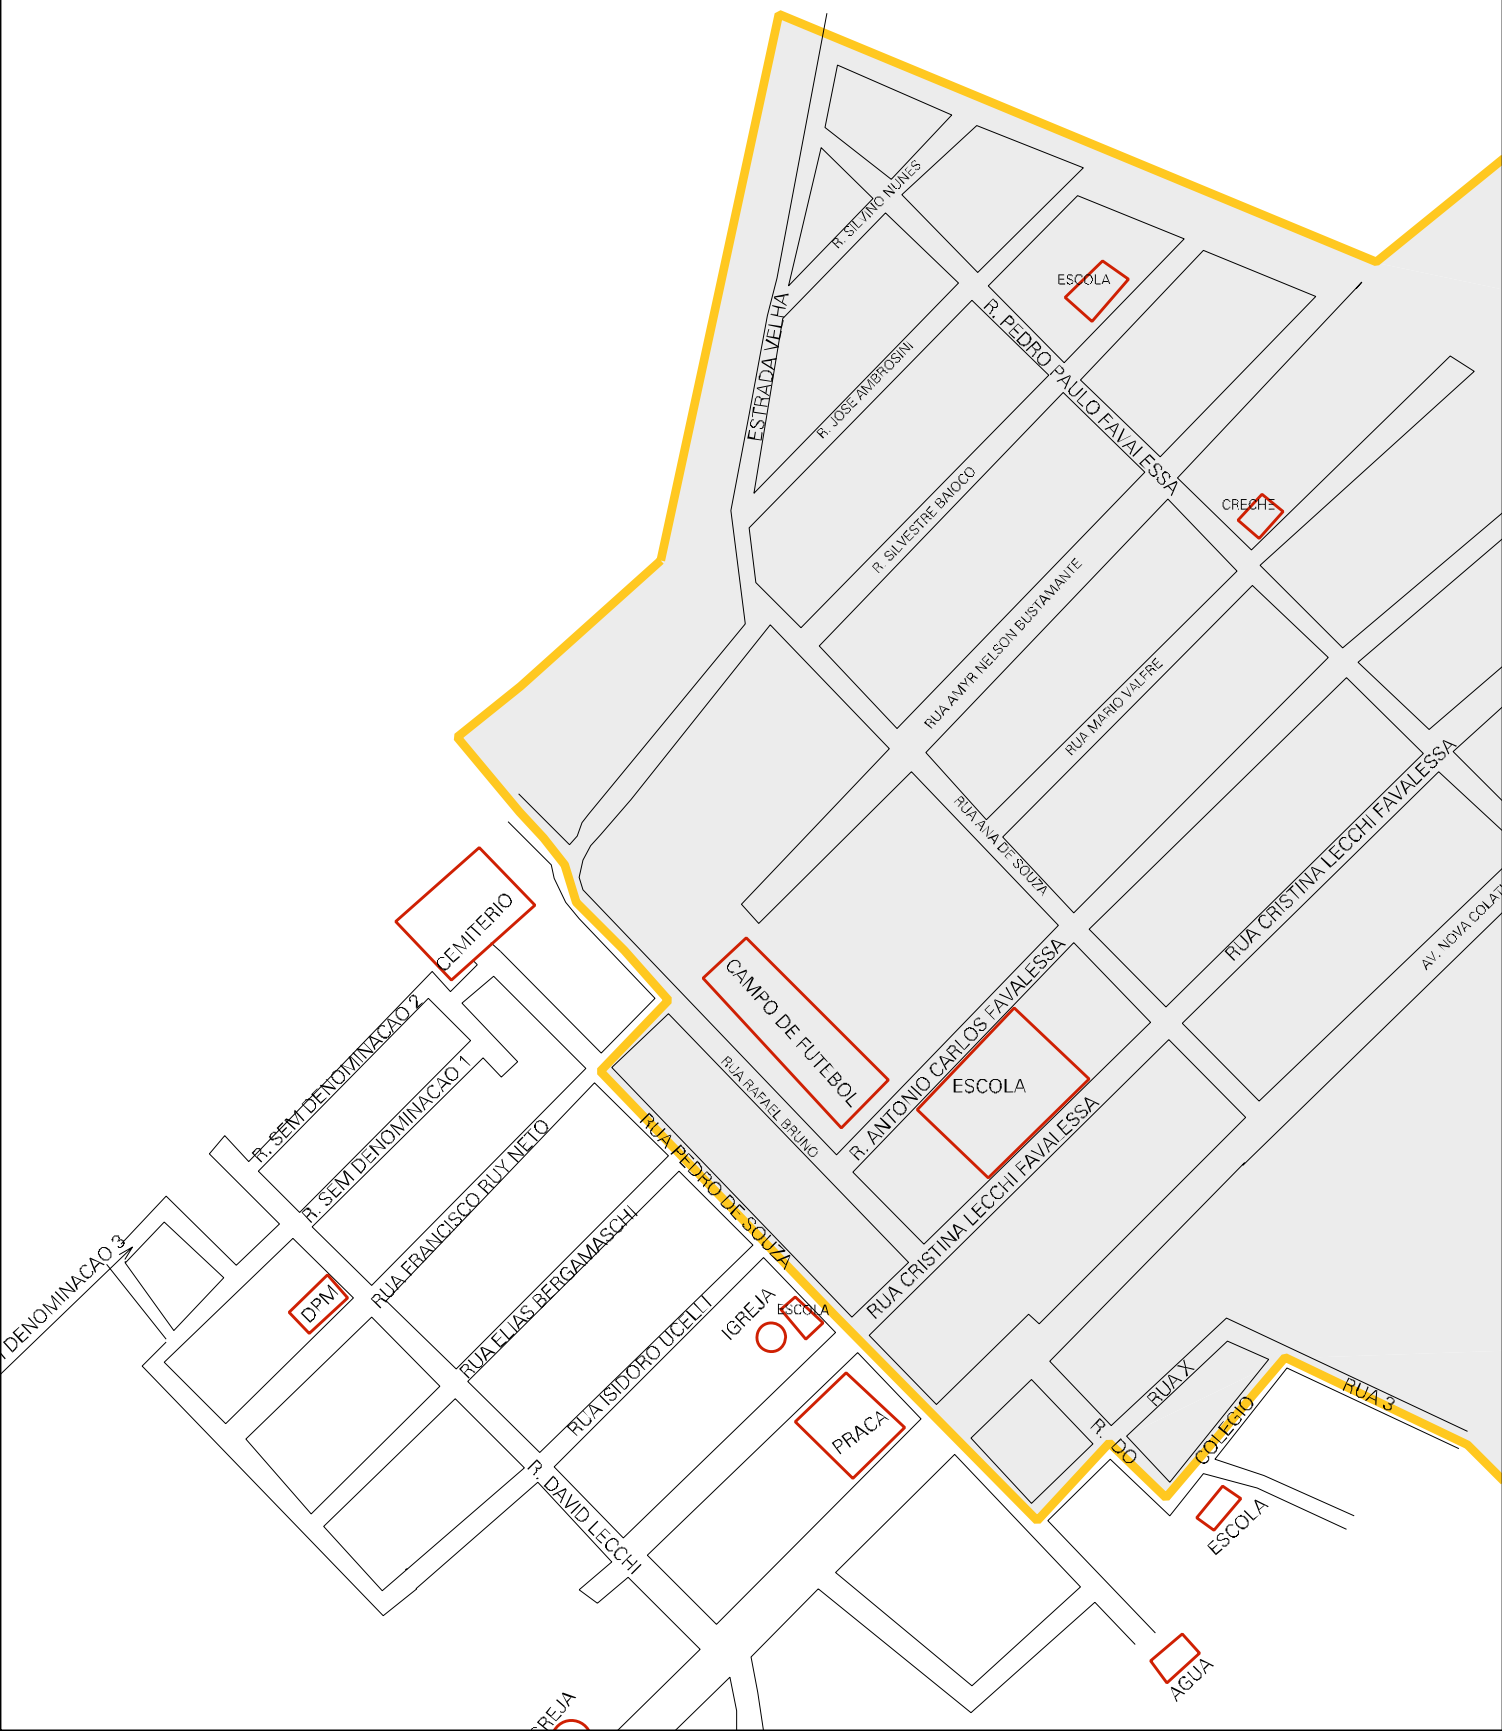 R. SILVINO NUNES
ESCOLA
ESTRADA VELHA
R. PEDRO PAULO FAVALESSA
R. JOSE AMBROSINI
CRECHE
R. SILVESTRE BAIOCO
RUA AMYR NELSON BUSTAMANTE
RUA MARIO VALFRE
RUA ANA DE SOUZA
RUA CRISTINA LECCHI FAVALESSA
AV. NOVA
CEMITERIO
CAMPO DE FUTEBOL
R. ANTONIO CARLOS FAVALESSA
ESCOLA
RUA RAFAEL BRUNO
R. SEM DENOMINACAO 2
R. SEM DENOMINACAO 1
RUA FRANCISCO RUY NETO
RUA PEDRO DE SOUZA
RUA CRISTINA LECCHI FAVALESSA
RUA ELIAS BERGAMASCHI
DENOMINACAO 3
DPM
IGREJA
ESCOLA
RUA ISIDORO UCELLI
PRACA
RUA X
RUA 3
R. DO COLEGIO
R. DAVID LECCHI
ESCOLA
AGUA